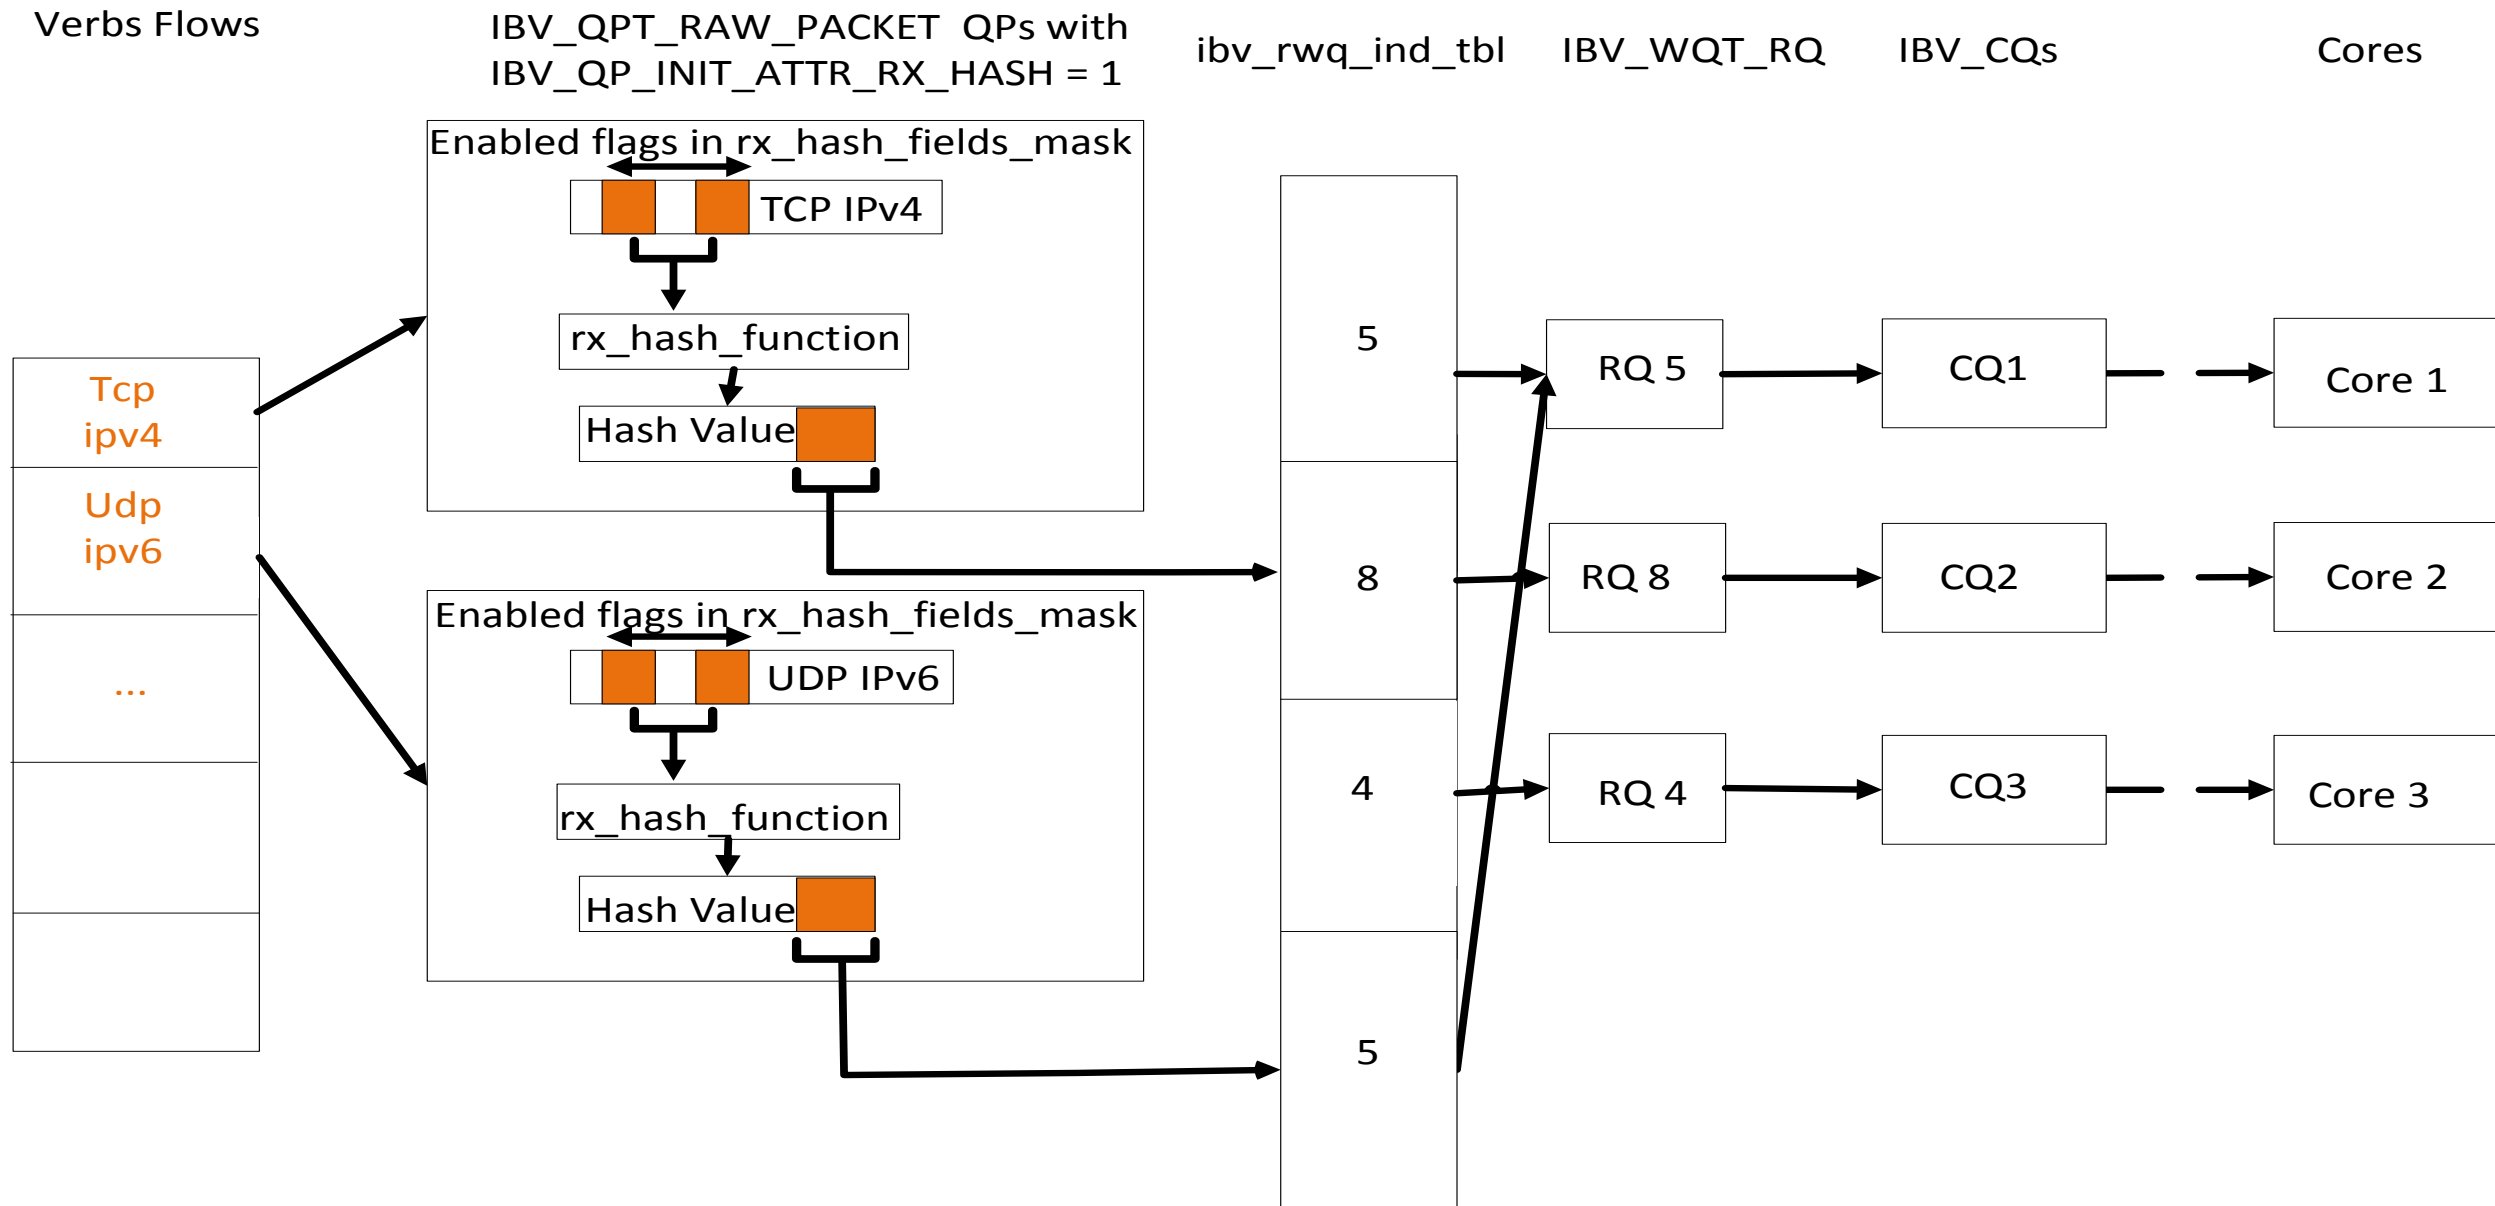 Verbs Flows
IBV_QPT_RAW_PACKET QPs with
IBV_QP_INIT_ATTR_RX_HASH = 1
ibv_rwq_ind_tbl
IBV_WQT_RQ
IBV_CQs
Cores
Tcp
ipv4
Udp
ipv6
...
Enabled flags in rx_hash_fields_mask
TCP IPv4
rx_hash_function
Hash Value
Enabled flags in rx_hash_fields_mask
UDP IPv6
rx_hash_function
Hash Value
5
8
4
5
RQ 5
CQ1
Core 1
RQ 8
CQ2
Core 2
RQ 4
CQ3
Core 3